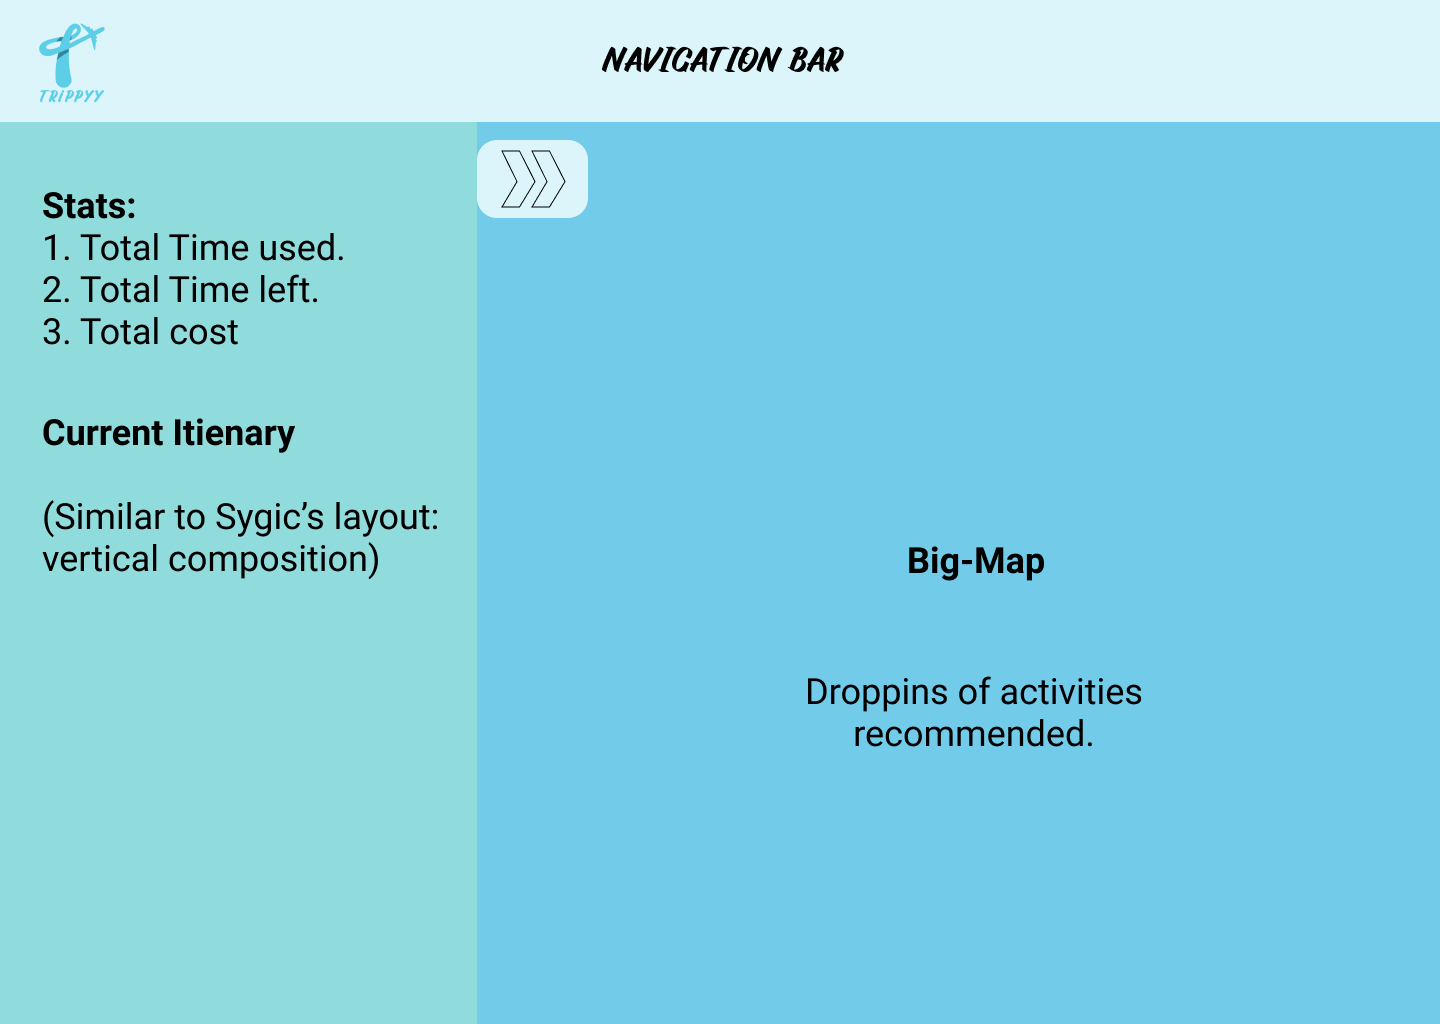 TRiPPYY
NAVIGATION BAR
Stats:
1. Total Time used.
2. Total Time left.
3. Total cost
Current Itienary
(Similar to Sygic’s layout:
vertical composition)
Big-Map
Droppins of activities
recommended.